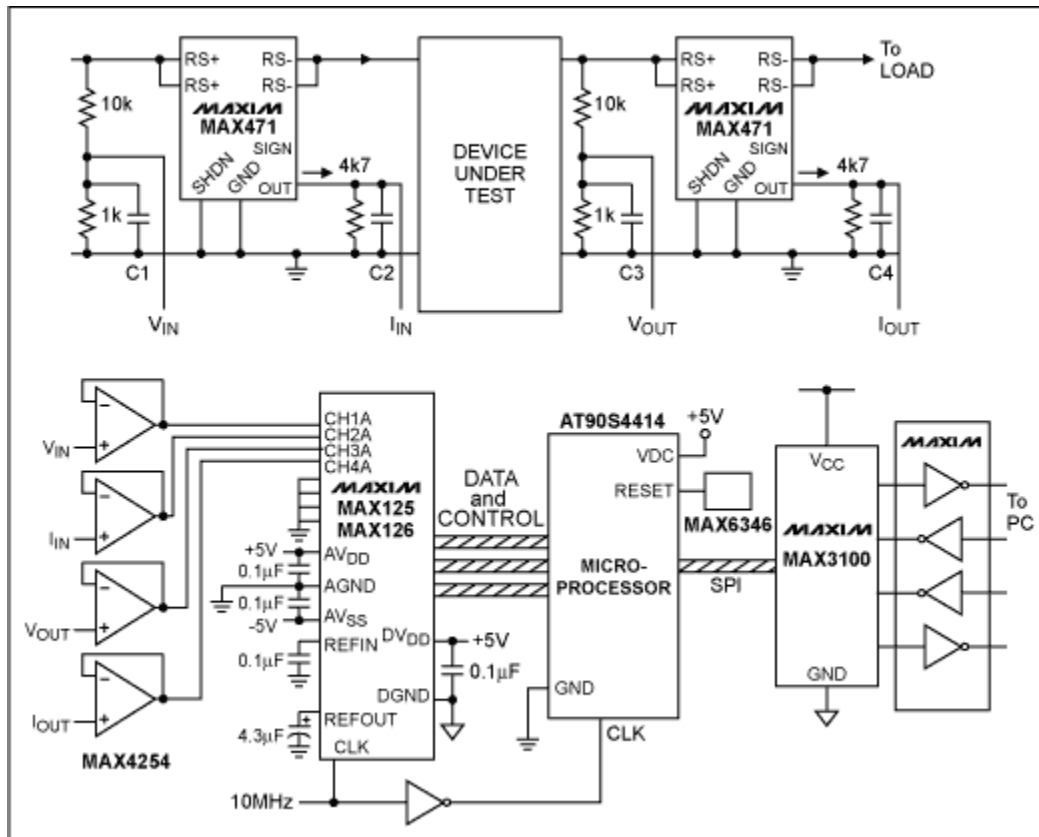 RS+ RS- RS+ RS- To
RS+ RS- RS+ RS- LOAD
10k MAXIM 10k MAXIM
MAX471 MAX471
DEVICE
UNDER
TEST
SIGN 4k7 SIGN 4k7
SHDN GND OUT SHDN GND OUT
1k 1k
C1 C2 C3 C4
VIN IIN VOUT IOUT
VIN
IIN
VOUT
IOUT
MAX4254
CH1A
CH2A
CH3A
CH4A
MAXIM
MAX125
MAX126
+5V AVDD
0.1μF
AGND
0.1μF
-5V AVSS
REFIN
0.1μF
REFOUT
4.3μF
CLK
DVDD +5V
0.1μF
DGND
10MHz
DATA
and
CONTROL
AT90S4414
+5V
VDC
RESET
MAX6346
MICRO-
PROCESSOR
SPI
GND
CLK
VCC
MAXIM
MAX3100
GND
MAXIM
To
PC